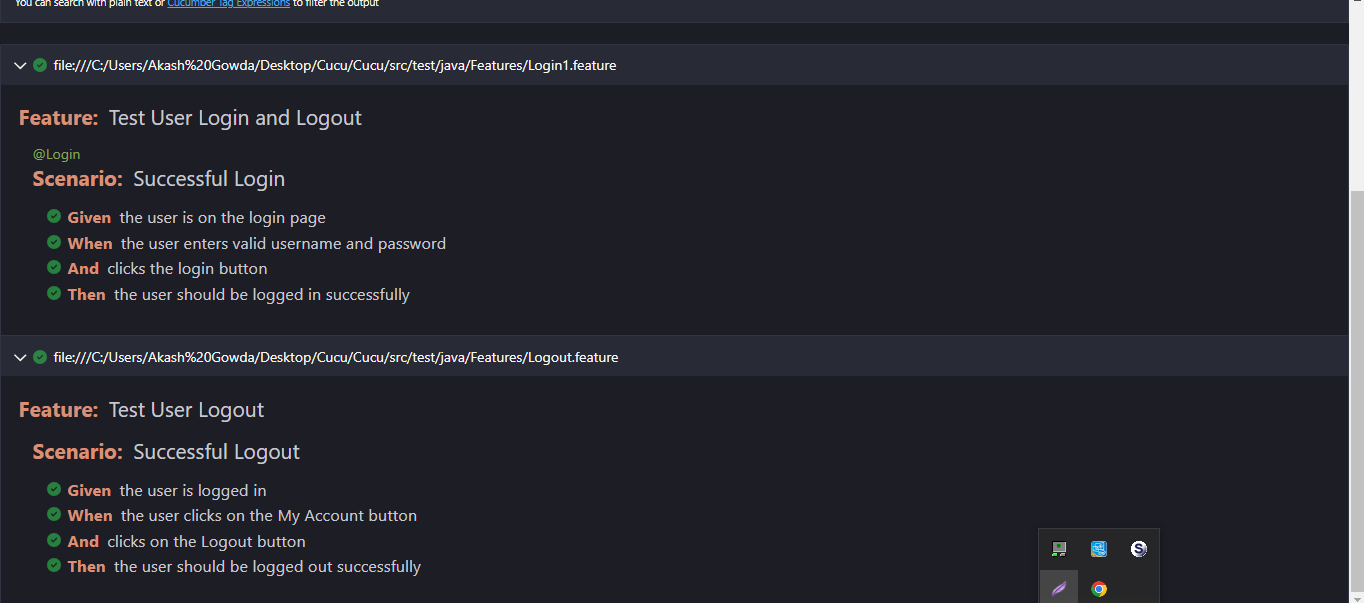 You can search with plain text or Cucumber Tag Expressions to filter the output
file:///C:/Users/Akash%20Gowda/Desktop/Cucu/Cucu/src/test/java/Features/Login1.feature
Feature: Test User Login and Logout
@Login
Scenario: Successful Login
Given the user is on the login page
When the user enters valid username and password
And clicks the login button
Then the user should be logged in successfully
file:///C:/Users/Akash%20Gowda/Desktop/Cucu/Cucu/src/test/java/Features/Logout.feature
Feature: Test User Logout
Scenario: Successful Logout
Given the user is logged in
When the user clicks on the My Account button
And clicks on the Logout button
Then the user should be logged out successfully
S